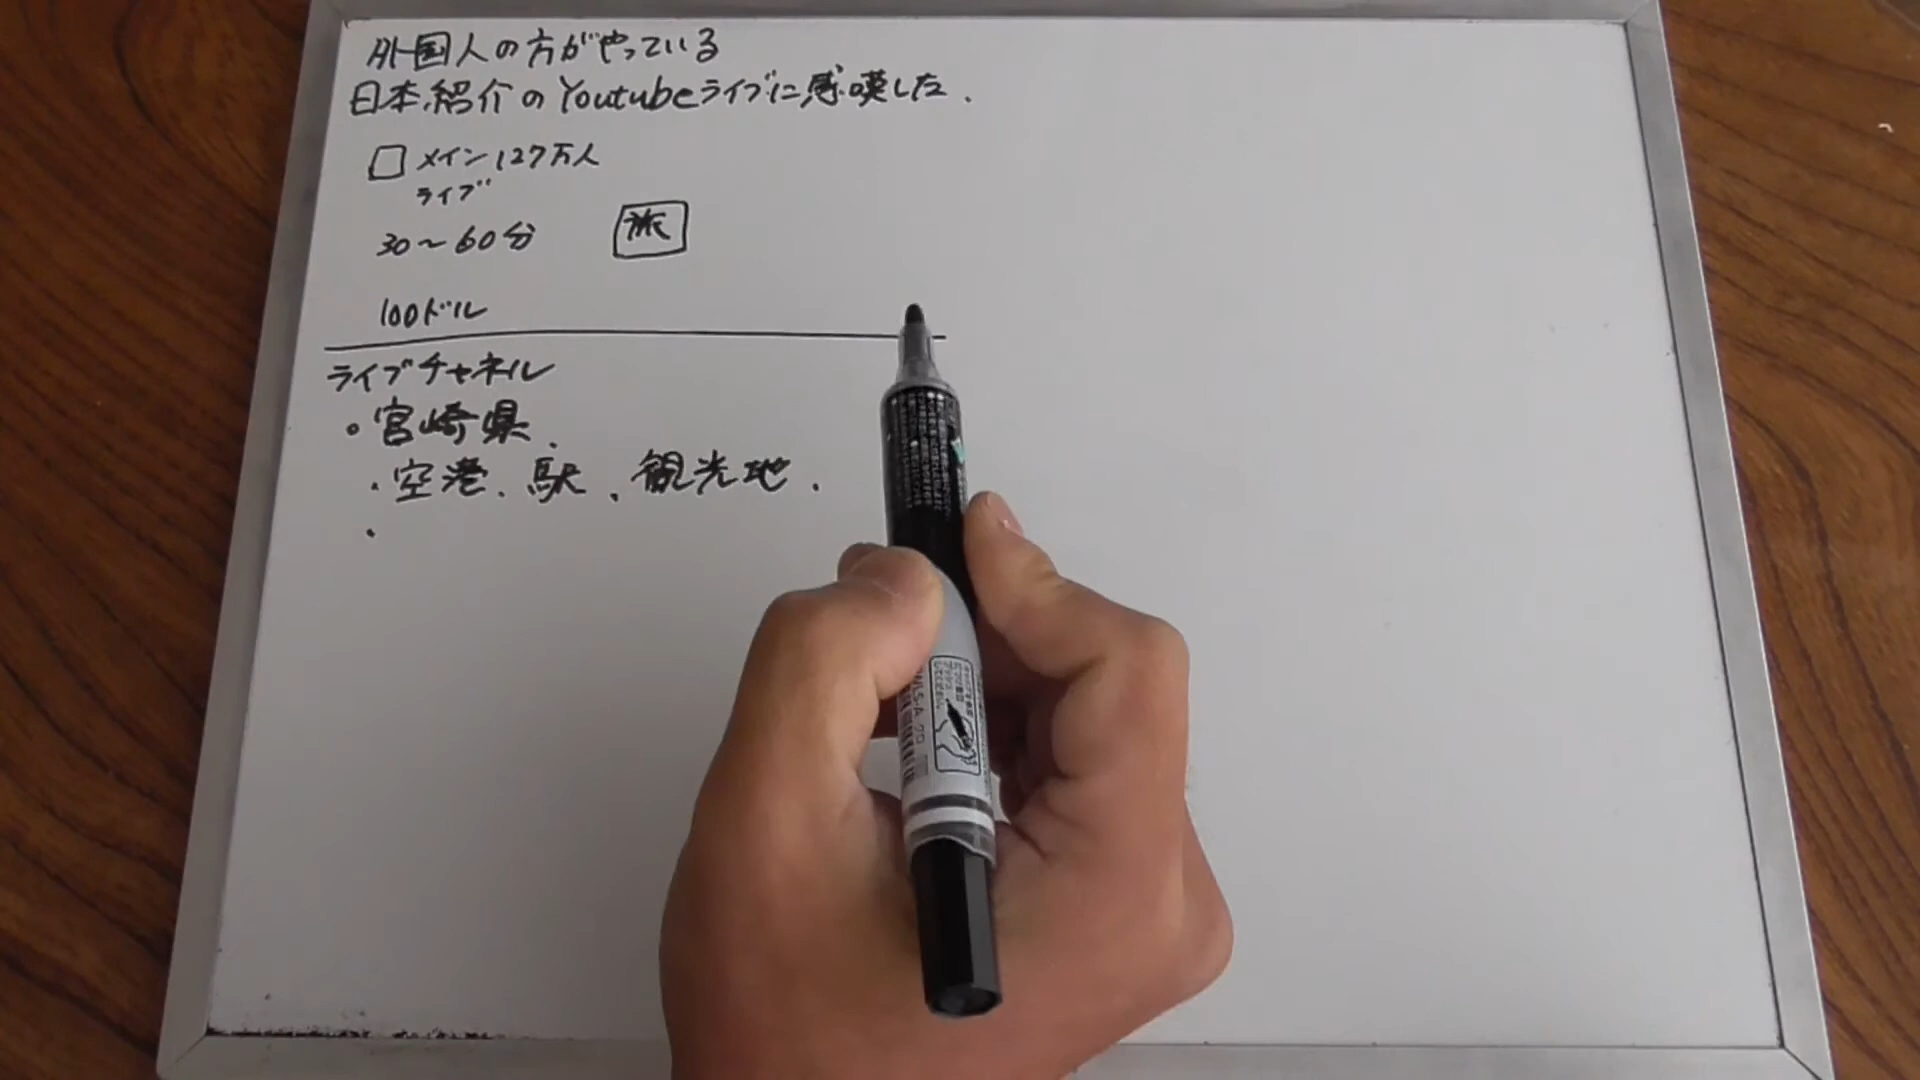 外国人の方がやっている
日本紹介のYoutubeライブに感嘆した.
メイン127万人
ライブ
30〜60分
旅
100ドル
ライブチャネル
・宮崎県.
・空港、駅、観光地.
・
WLS-A